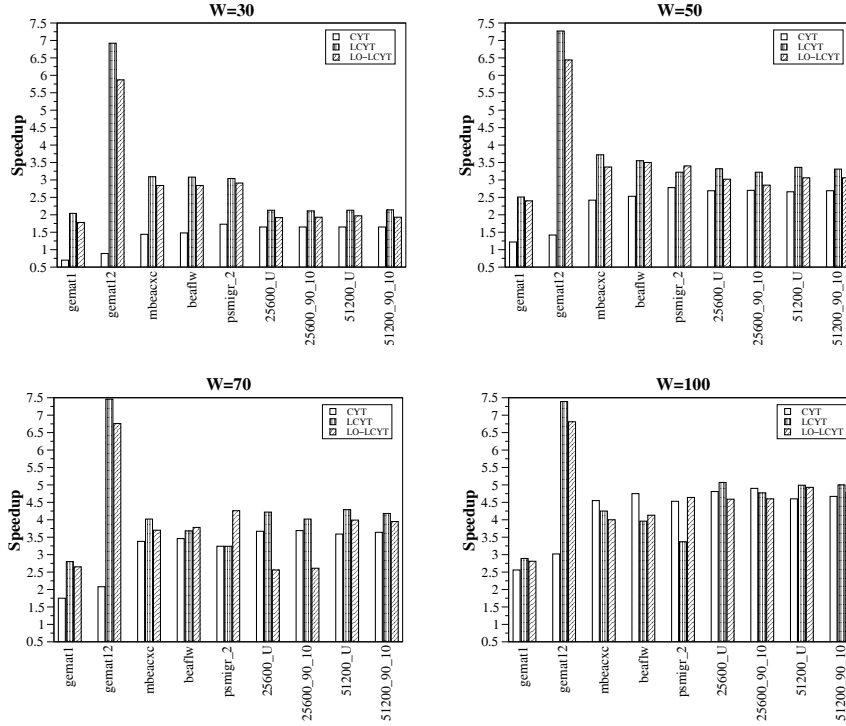 W=30
7.5
7
6.5
6
5.5
5
4.5
4
3.5
3
2.5
2
1.5
1
0.5
Speedup
CYT
LCYT
LO-LCYT
gemat1
gemat12
mbeacxc
beaflw
psmigr_2
25600_U
25600_90_10
51200_U
51200_90_10
W=50
7.5
7
6.5
6
5.5
5
4.5
4
3.5
3
2.5
2
1.5
1
0.5
Speedup
CYT
LCYT
LO-LCYT
gemat1
gemat12
mbeacxc
beaflw
psmigr_2
25600_U
25600_90_10
51200_U
51200_90_10
W=70
7.5
7
6.5
6
5.5
5
4.5
4
3.5
3
2.5
2
1.5
1
0.5
Speedup
CYT
LCYT
LO-LCYT
gemat1
gemat12
mbeacxc
beaflw
psmigr_2
25600_U
25600_90_10
51200_U
51200_90_10
W=100
7.5
7
6.5
6
5.5
5
4.5
4
3.5
3
2.5
2
1.5
1
0.5
Speedup
CYT
LCYT
LO-LCYT
gemat1
gemat12
mbeacxc
beaflw
psmigr_2
25600_U
25600_90_10
51200_U
51200_90_10